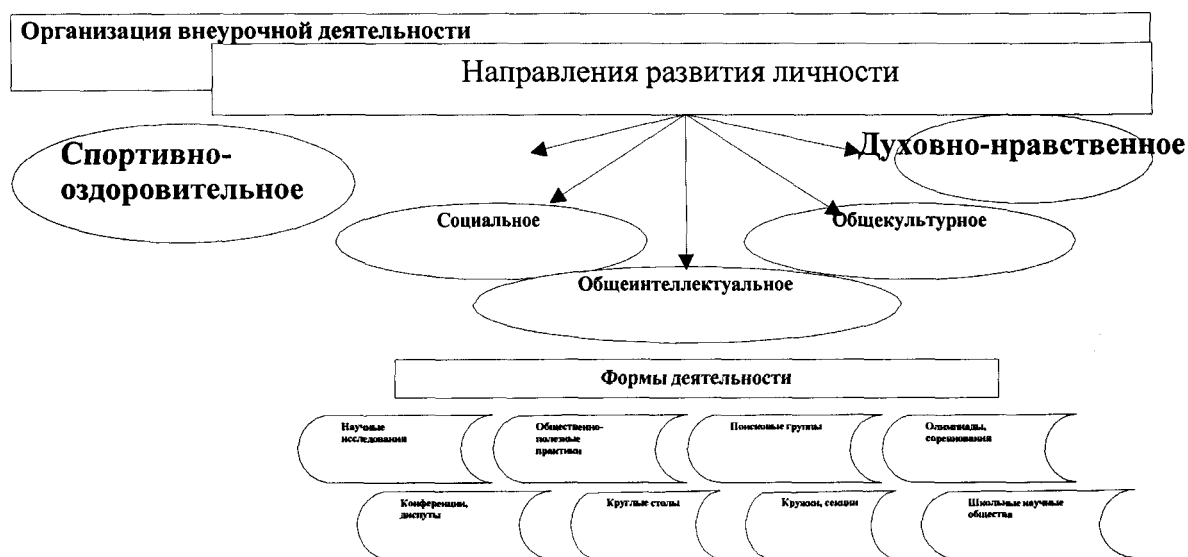 Организация внеурочной деятельности
Направления развития личности
Спортивно-
оздоровительное
Духовно-нравственное
Социальное
Общекультурное
Общеинтеллектуальное
Формы деятельности
Научные
исследования
Общественно-
полезные
практики
Поисковые группы
Олимпиады,
соревнования
Конференции,
диспуты
Круглые столы
Кружки, секции
Школьные научные
общества